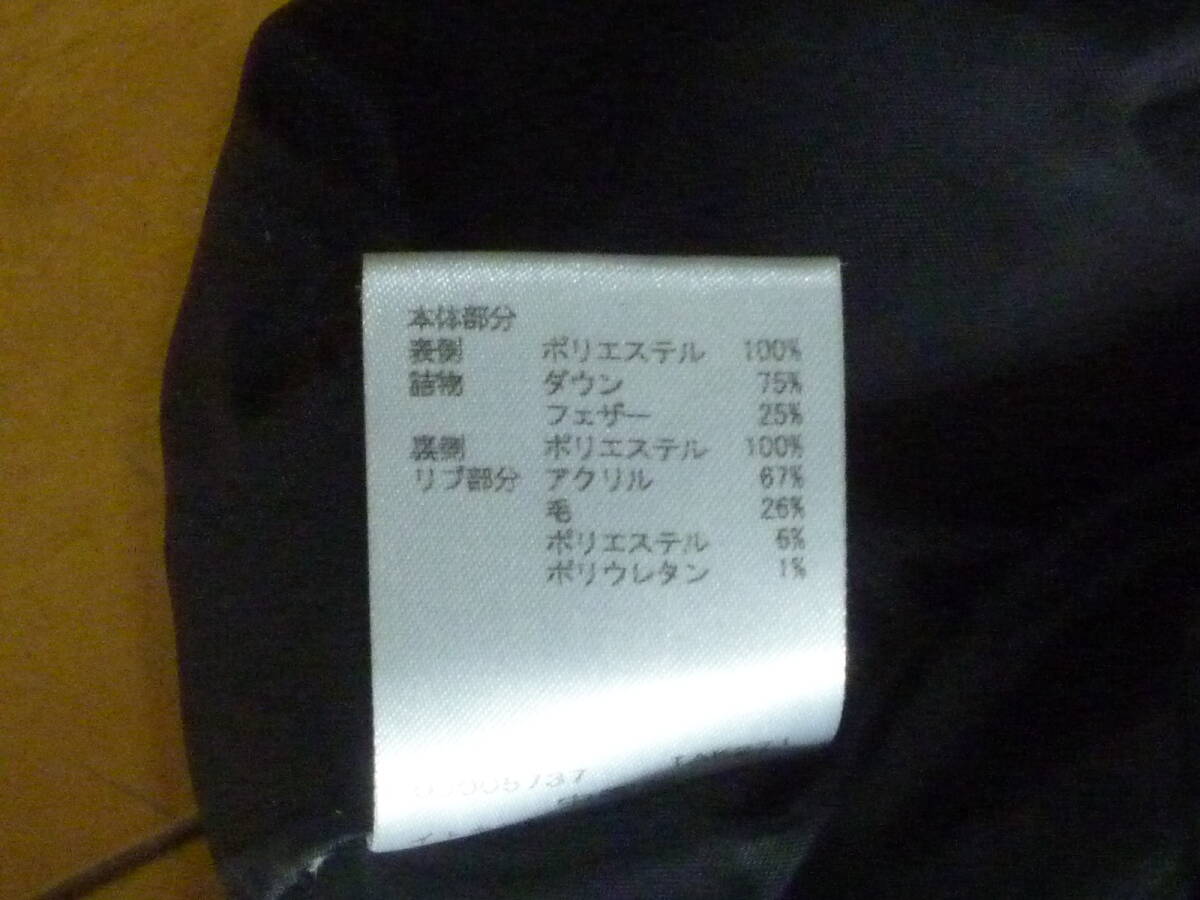 本体部分
表側 ポリエステル 100%
詰物 ダウン 75%
フェザー 25%
裏側 ポリエステル 100%
リブ部分 アクリル 67%
毛 26%
ポリエステル 6%
ポリウレタン 1%